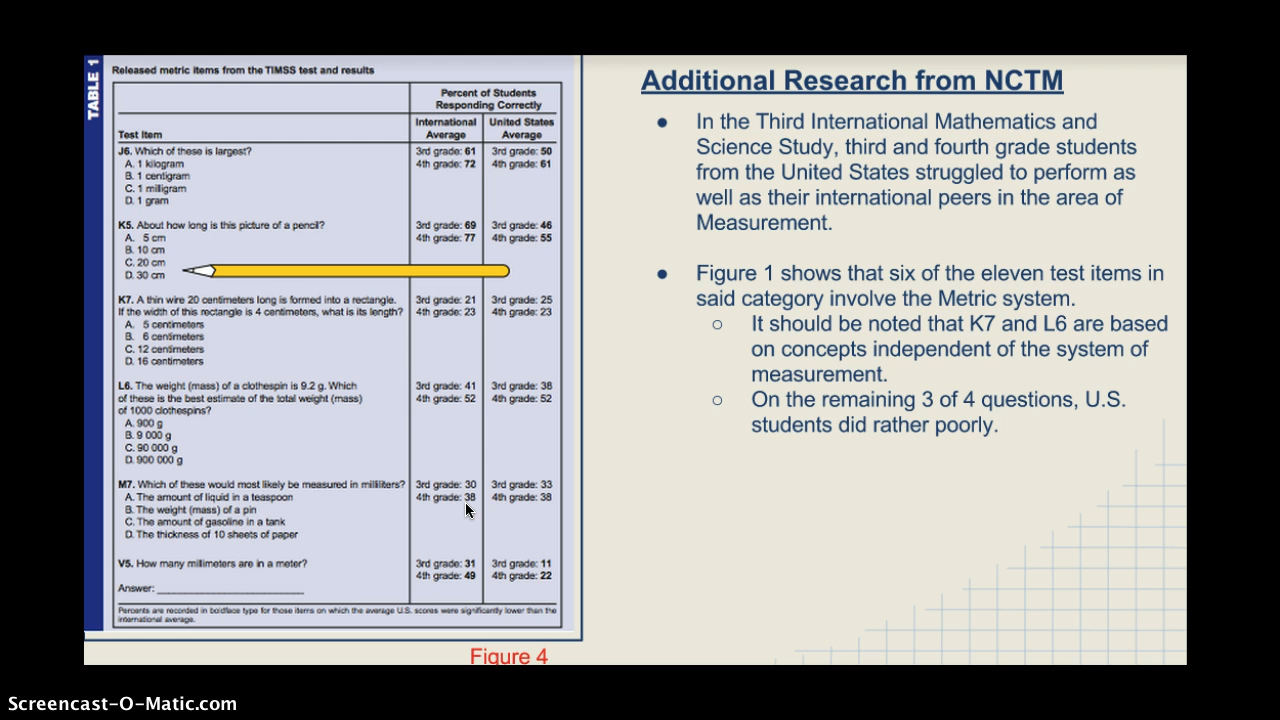 TABLE 1
Released metric items from the TIMSS test and results
Percent of Students
Responding Correctly
Test Item
International
Average
United States
Average
J6. Which of these is largest?
A. 1 kilogram
B. 1 centigram
C. 1 milligram
D. 1 gram
3rd grade: 61
4th grade: 72
3rd grade: 50
4th grade: 61
K5. About how long is this picture of a pencil?
A. 5 cm
B. 10 cm
C. 20 cm
D. 30 cm
3rd grade: 69
4th grade: 77
3rd grade: 46
4th grade: 55
K7. A thin wire 20 centimeters long is formed into a rectangle.
If the width of this rectangle is 4 centimeters, what is its length?
A. 5 centimeters
B. 6 centimeters
C. 12 centimeters
D. 16 centimeters
3rd grade: 21
4th grade: 23
3rd grade: 25
4th grade: 23
L6. The weight (mass) of a clothespin is 9.2 g. Which
of these is the best estimate of the total weight (mass)
of 1000 clothespins?
A. 900 g
B. 9 000 g
C. 90 000 g
D. 900 000 g
3rd grade: 41
4th grade: 52
3rd grade: 38
4th grade: 52
M7. Which of these would most likely be measured in milliliters?
A. The amount of liquid in a teaspoon
B. The weight (mass) of a pin
C. The amount of gasoline in a tank
D. The thickness of 10 sheets of paper
3rd grade: 30
4th grade: 38
3rd grade: 33
4th grade: 38
V5. How many millimeters are in a meter?
Answer: ____________________
3rd grade: 31
4th grade: 49
3rd grade: 11
4th grade: 22
Percents are recorded in boldface type for those items on which the average U.S. scores were significantly lower than the
international average.
Figure 4
Additional Research from NCTM
● In the Third International Mathematics and
Science Study, third and fourth grade students
from the United States struggled to perform as
well as their international peers in the area of
Measurement.
● Figure 1 shows that six of the eleven test items in
said category involve the Metric system.
○ It should be noted that K7 and L6 are based
on concepts independent of the system of
measurement.
○ On the remaining 3 of 4 questions, U.S.
students did rather poorly.
Screencast-O-Matic.com